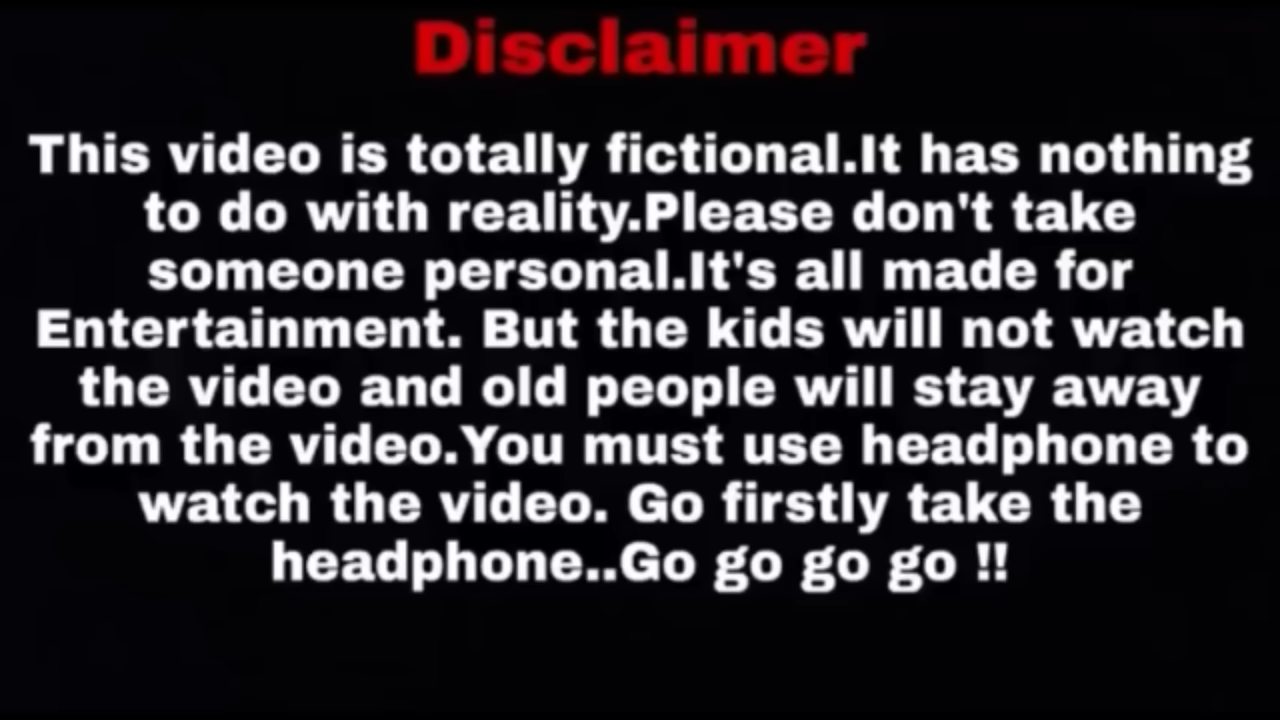 Disclaimer
This video is totally fictional.It has nothing
to do with reality.Please don't take
someone personal.It's all made for
Entertainment. But the kids will not watch
the video and old people will stay away
from the video.You must use headphone to
watch the video. Go firstly take the
headphone..Go go go go !!